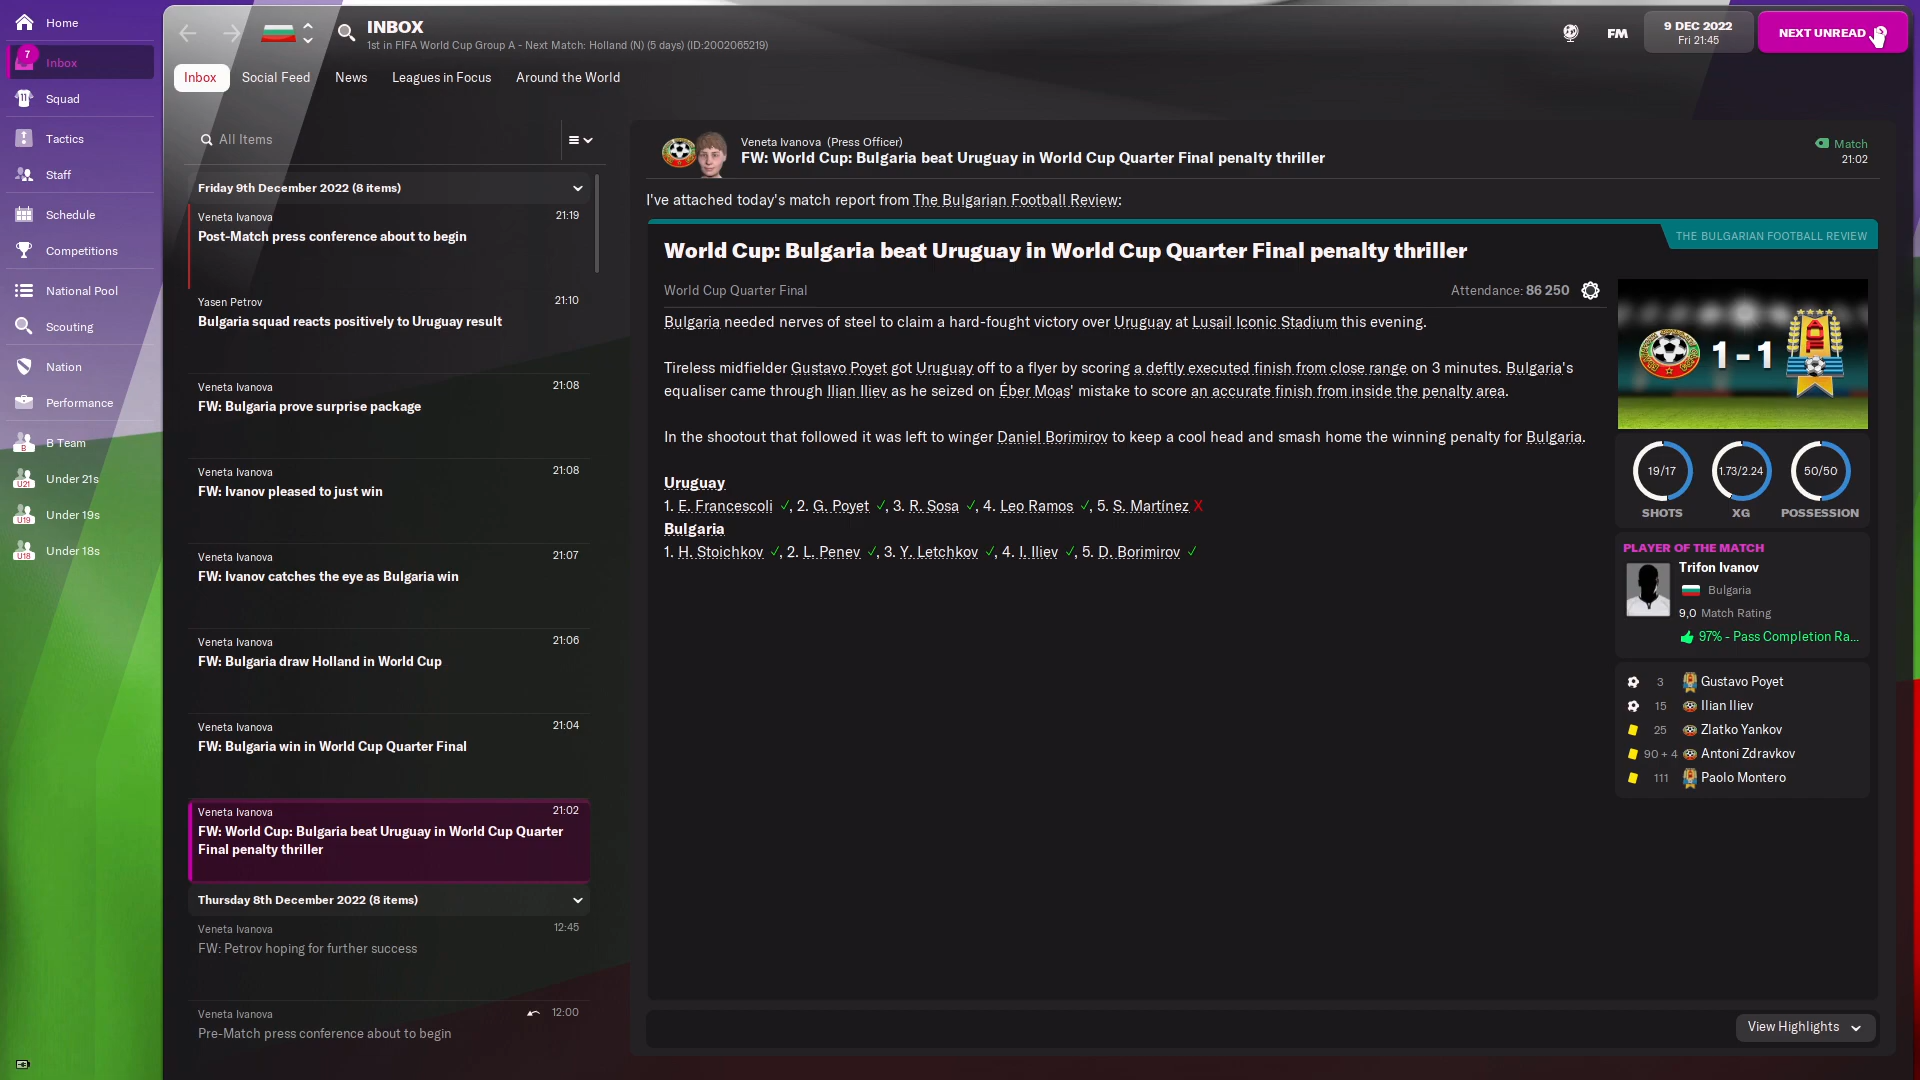 Home
7
Inbox
Squad
Tactics
Staff
Schedule
Competitions
National Pool
Scouting
Nation
Performance
B
B Team
U21
Under 21s
U19
Under 19s
U18
Under 18s
INBOX
1st in FIFA World Cup Group A - Next Match: Holland (N) (5 days) (ID:2002065219)
FM
9 DEC 2022
Fri 21:45
NEXT UNREAD
Inbox
Social Feed
News
Leagues in Focus
Around the World
All Items
Friday 9th December 2022 (8 items)
Veneta Ivanova 21:19
Post-Match press conference about to begin
Yasen Petrov 21:10
Bulgaria squad reacts positively to Uruguay result
Veneta Ivanova 21:08
FW: Bulgaria prove surprise package
Veneta Ivanova 21:08
FW: Ivanov pleased to just win
Veneta Ivanova 21:07
FW: Ivanov catches the eye as Bulgaria win
Veneta Ivanova 21:06
FW: Bulgaria draw Holland in World Cup
Veneta Ivanova 21:04
FW: Bulgaria win in World Cup Quarter Final
Veneta Ivanova 21:02
FW: World Cup: Bulgaria beat Uruguay in World Cup Quarter
Final penalty thriller
Thursday 8th December 2022 (8 items)
Veneta Ivanova 12:45
FW: Petrov hoping for further success
Veneta Ivanova 12:00
Pre-Match press conference about to begin
Veneta Ivanova (Press Officer)
FW: World Cup: Bulgaria beat Uruguay in World Cup Quarter Final penalty thriller
Match
21:02
I've attached today's match report from The Bulgarian Football Review:
THE BULGARIAN FOOTBALL REVIEW
World Cup: Bulgaria beat Uruguay in World Cup Quarter Final penalty thriller
World Cup Quarter Final
Attendance: 86 250
Bulgaria needed nerves of steel to claim a hard-fought victory over Uruguay at Lusail Iconic Stadium this evening.
Tireless midfielder Gustavo Poyet got Uruguay off to a flyer by scoring a deftly executed finish from close range on 3 minutes. Bulgaria's
equaliser came through Ilian Iliev as he seized on Éber Moas' mistake to score an accurate finish from inside the penalty area.
In the shootout that followed it was left to winger Daniel Borimirov to keep a cool head and smash home the winning penalty for Bulgaria.
Uruguay
1. E. Francescoli ✓, 2. G. Poyet ✓, 3. R. Sosa ✓, 4. Leo Ramos ✓, 5. S. Martínez X
Bulgaria
1. H. Stoichkov ✓, 2. L. Penev ✓, 3. Y. Letchkov ✓, 4. I. Iliev ✓, 5. D. Borimirov ✓
1 - 1
19/17
1.73/2.24
50/50
SHOTS
XG
POSSESSION
PLAYER OF THE MATCH
Trifon Ivanov
Bulgaria
9,0 Match Rating
97% - Pass Completion Ra...
3 Gustavo Poyet
15 Ilian Iliev
25 Zlatko Yankov
90 + 4 Antoni Zdravkov
111 Paolo Montero
View Highlights